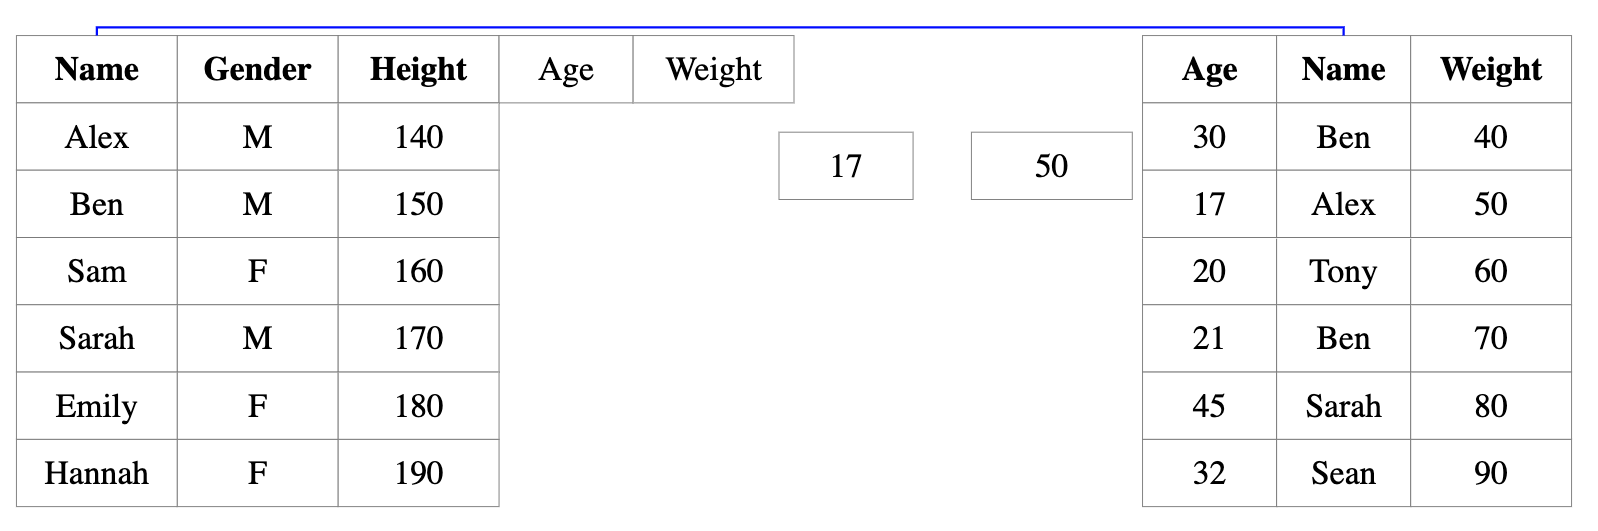 Name Gender Height Age Weight Age Name Weight
Alex M 140 30 Ben 40
17 50
Ben M 150 17 Alex 50
Sam F 160 20 Tony 60
Sarah M 170 21 Ben 70
Emily F 180 45 Sarah 80
Hannah F 190 32 Sean 90